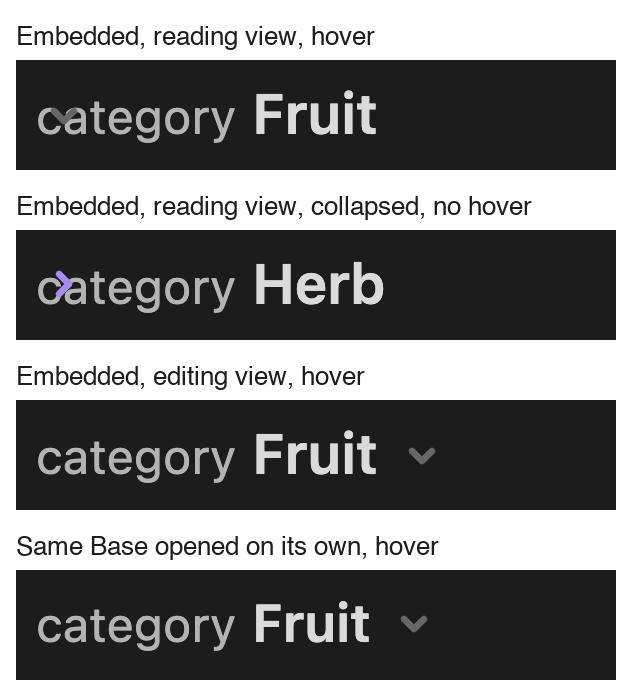 Embedded, reading view, hover
category Fruit
Embedded, reading view, collapsed, no hover
category Herb
Embedded, editing view, hover
category Fruit
Same Base opened on its own, hover
category Fruit